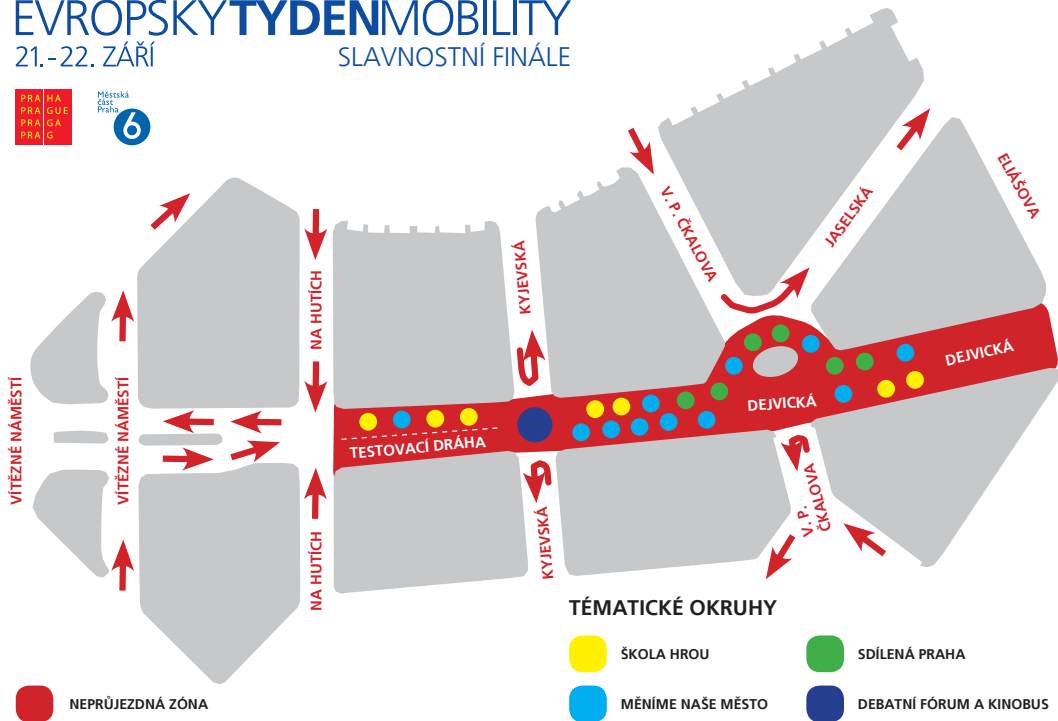 EVROPSKÝTÝDENMOBILITY
21.-22. ZÁŘÍ
SLAVNOSTNÍ FINÁLE
PRAHA
PRAGUE
PRAGA
PRAG
Městská
část
Praha
6
ELIÁŠOVA
V. P. ČKALOVA
JASELSKÁ
KYJEVSKÁ
NA HUTÍCH
DEJVICKÁ
VÍTĚZNÉ NÁMĚSTÍ
VÍTĚZNÉ NÁMĚSTÍ
DEJVICKÁ
TESTOVACÍ DRÁHA
NA HUTÍCH
KYJEVSKÁ
V. P.
ČKALOVA
TÉMATICKÉ OKRUHY
ŠKOLA HROU
SDÍLENÁ PRAHA
NEPRŮJEZDNÁ ZÓNA
MĚNÍME NAŠE MĚSTO
DEBATNÍ FÓRUM A KINOBUS